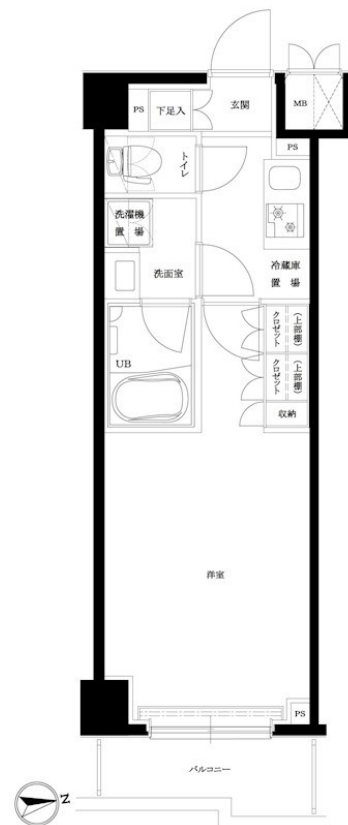 PS
下足入
玄関
MB
PS
トイレ
洗濯機
置場
洗面室
冷蔵庫
置場
クロゼット
(上部棚)
クロゼット
(上部棚)
UB
収納
洋室
PS
バルコニー
N